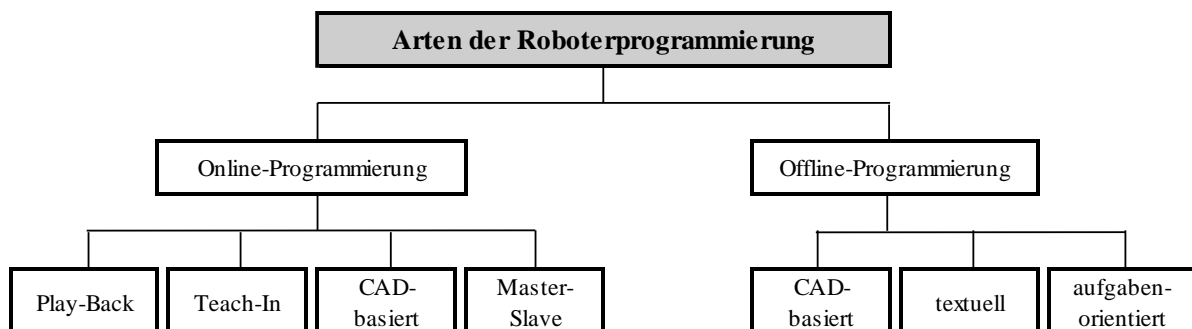 Arten der Roboterprogrammierung
Online-Programmierung
Offline-Programmierung
Play-Back
Teach-In
CAD-
basiert
Master-
Slave
CAD-
basiert
textuell
aufgaben-
orientiert